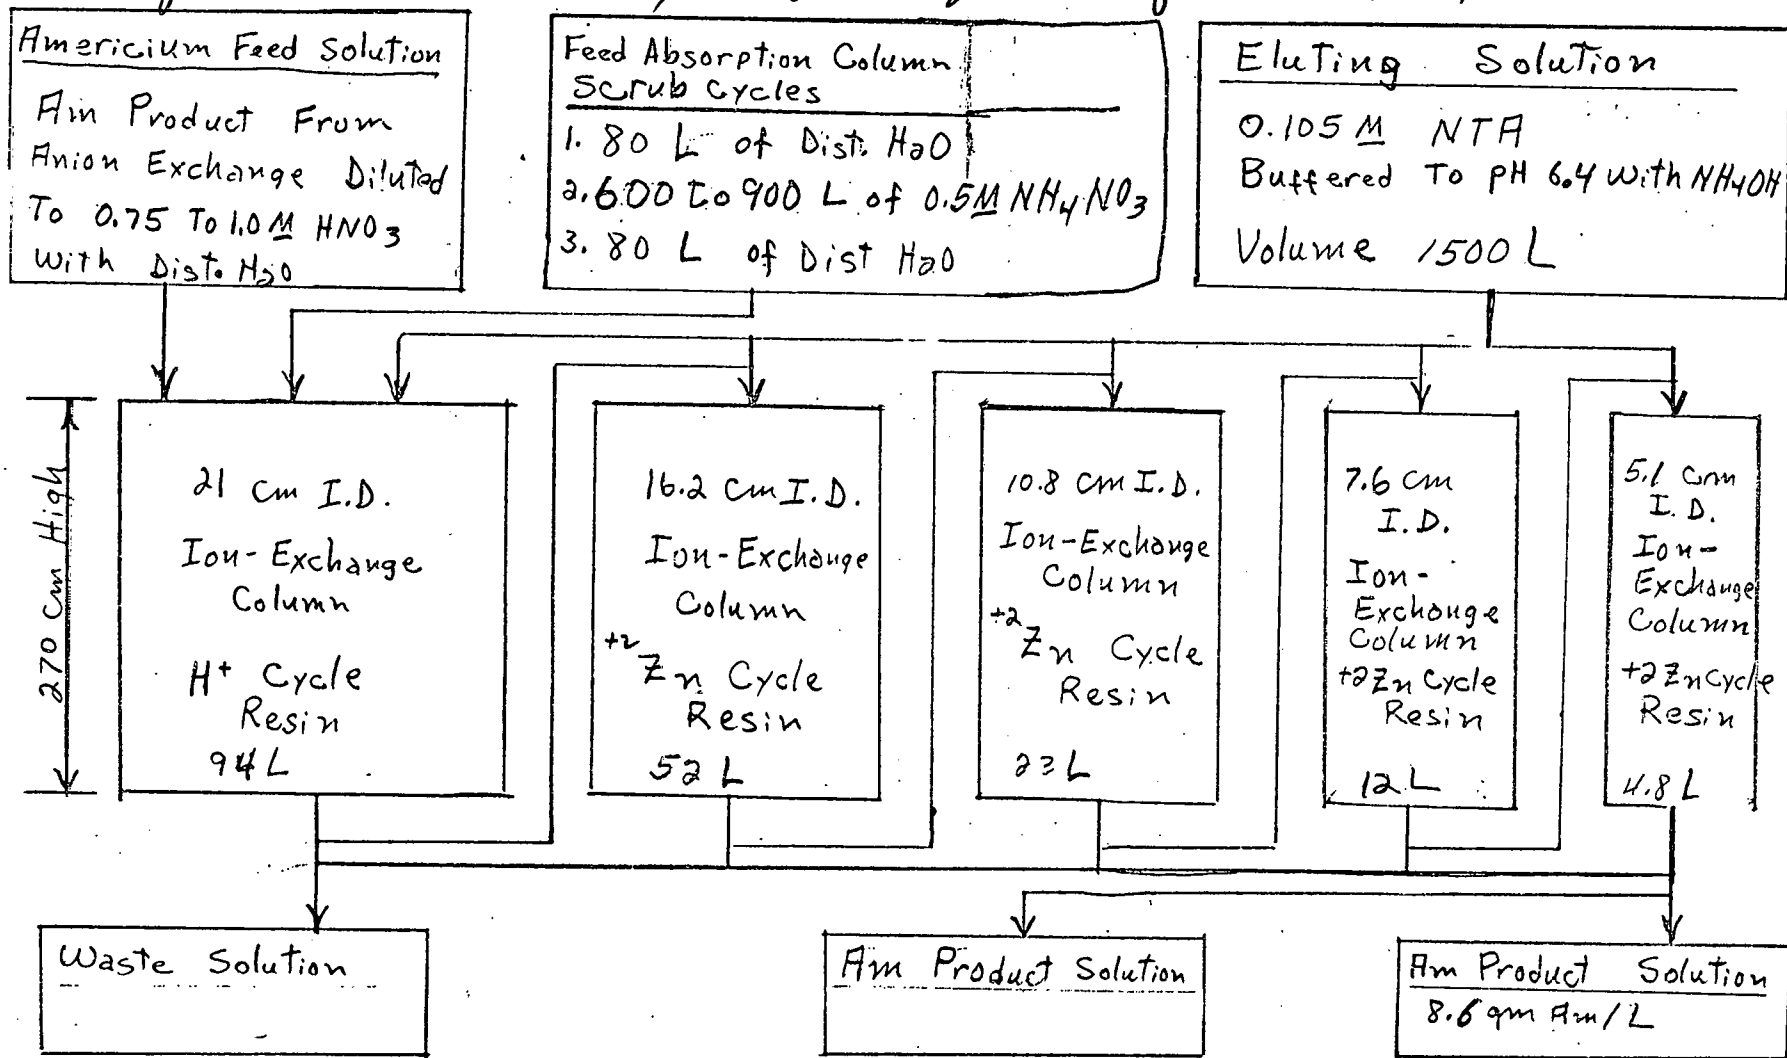 Americium Feed Solution
Am Product From
Anion Exchange Diluted
To 0.75 To 1.0 M HNO3
with Dist. H2O
Feed Absorption Column
Scrub Cycles
1. 80 L of Dist. H2O
2. 600 to 900 L of 0.5 M NH4NO3
3. 80 L of Dist H2O
Eluting Solution
0.105 M NTA
Buffered To pH 6.4 with NH4OH
Volume 1500 L
270 cm High
21 cm I.D.
Ion-Exchange
Column
H+ Cycle
Resin
94 L
16.2 cm I.D.
Ion-Exchange
Column
+2 Zn Cycle
Resin
52 L
10.8 cm I.D.
Ion-Exchange
Column
+2 Zn Cycle
Resin
23 L
7.6 cm
I.D.
Ion-
Exchange
Column
+2 Zn Cycle
Resin
12 L
5.1 cm
I.D.
Ion-
Exchange
Column
+2 Zn Cycle
Resin
4.8 L
Waste Solution
Am Product Solution
Am Product Solution
8.6 gm Am/L